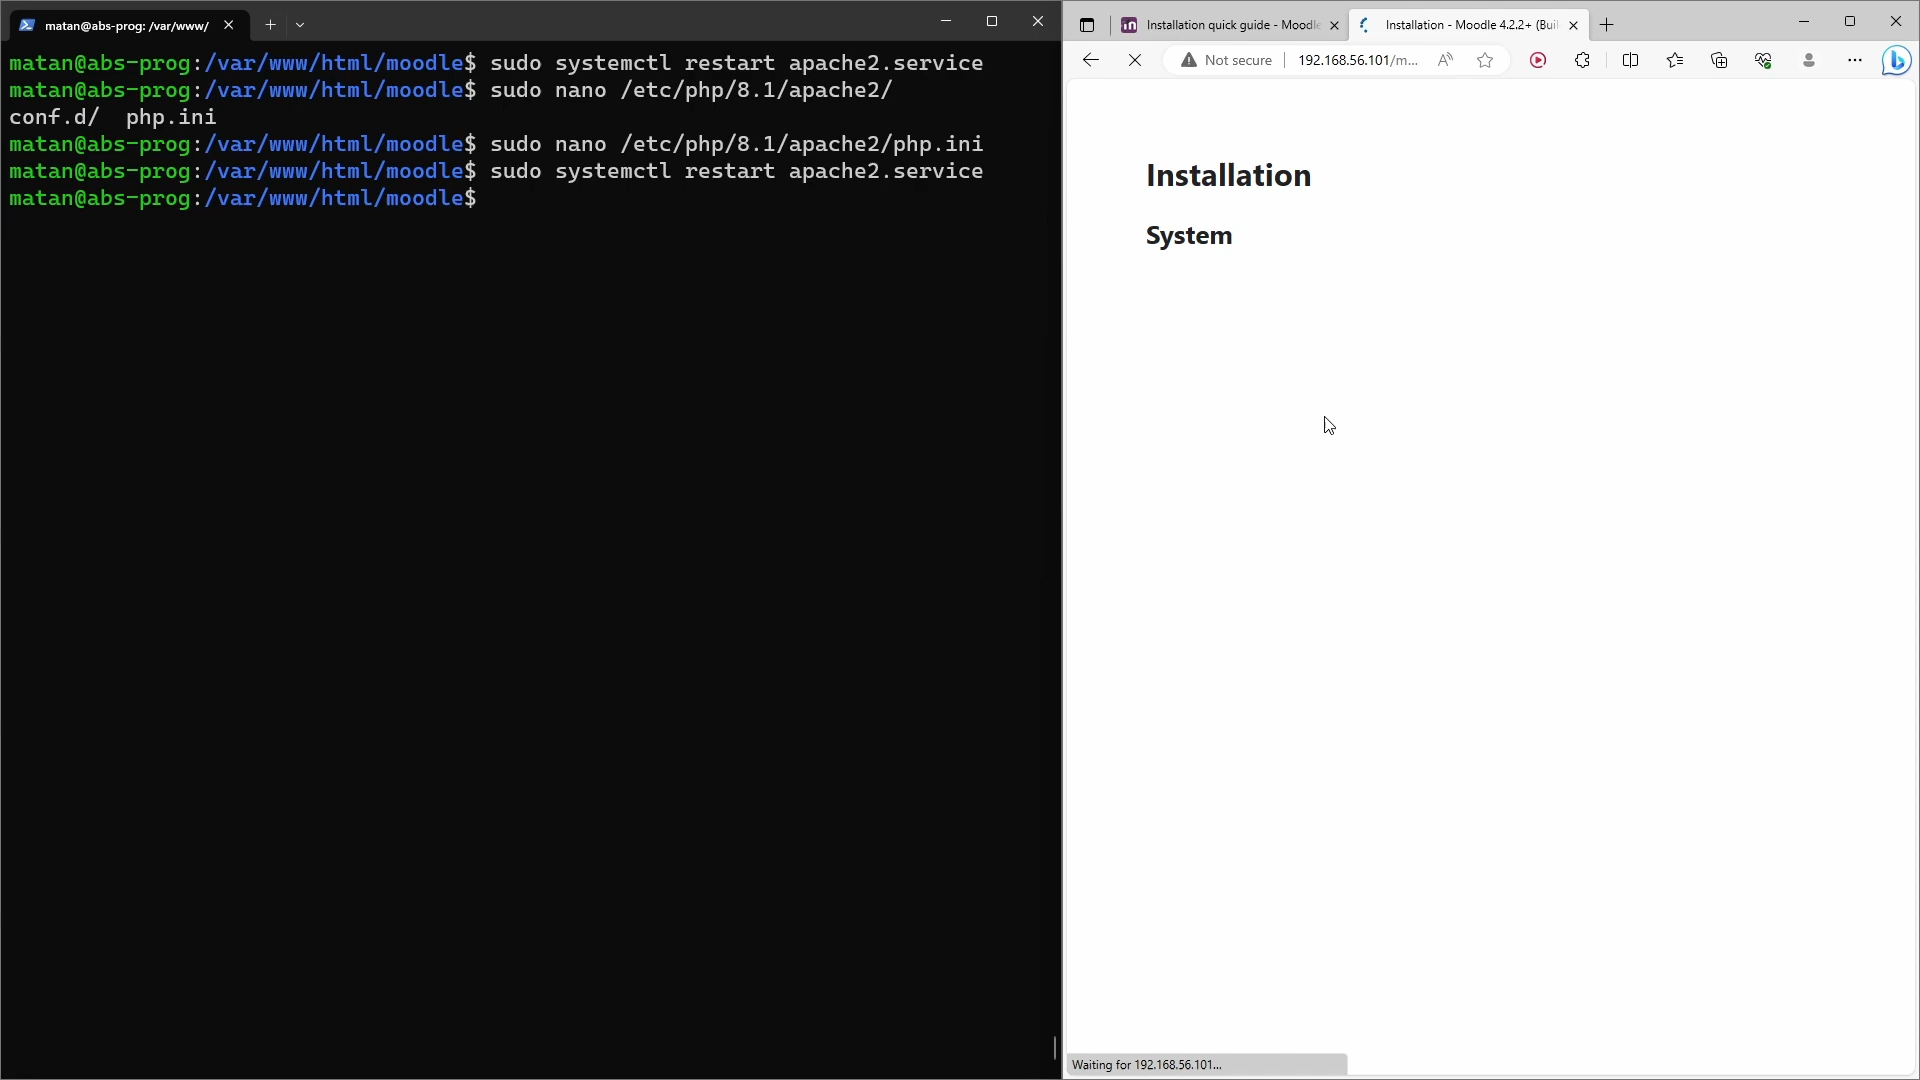 matan@abs-prog: /var/www/
matan@abs-prog:/var/www/html/moodle$ sudo systemctl restart apache2.service
matan@abs-prog:/var/www/html/moodle$ sudo nano /etc/php/8.1/apache2/
conf.d/ php.ini
matan@abs-prog:/var/www/html/moodle$ sudo nano /etc/php/8.1/apache2/php.ini
matan@abs-prog:/var/www/html/moodle$ sudo systemctl restart apache2.service
matan@abs-prog:/var/www/html/moodle$
Installation quick guide - Moodle
Installation - Moodle 4.2.2+ (Buil
Not secure
192.168.56.101/m...
Installation
System
Waiting for 192.168.56.101...